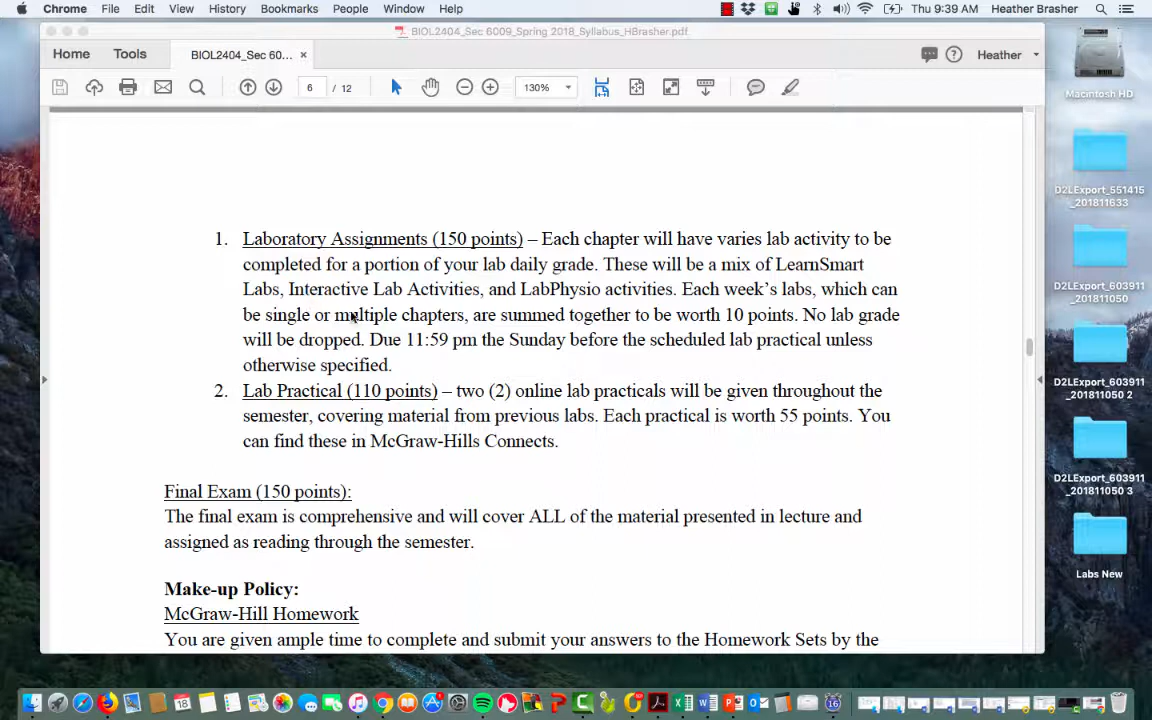 Chrome File Edit View History Bookmarks People Window Help Thu 9:39 AM Heather Brasher
BIOL2404_Sec 6009_Spring 2018_Syllabus_HBrasher.pdf
Home Tools BIOL2404_Sec 60... × Heather
6 / 12 130%
1. Laboratory Assignments (150 points) – Each chapter will have varies lab activity to be
completed for a portion of your lab daily grade. These will be a mix of LearnSmart
Labs, Interactive Lab Activities, and LabPhysio activities. Each week's labs, which can
be single or multiple chapters, are summed together to be worth 10 points. No lab grade
will be dropped. Due 11:59 pm the Sunday before the scheduled lab practical unless
otherwise specified.
2. Lab Practical (110 points) – two (2) online lab practicals will be given throughout the
semester, covering material from previous labs. Each practical is worth 55 points. You
can find these in McGraw-Hills Connects.
Final Exam (150 points):
The final exam is comprehensive and will cover ALL of the material presented in lecture and
assigned as reading through the semester.
Make-up Policy:
McGraw-Hill Homework
You are given ample time to complete and submit your answers to the Homework Sets by the
Macintosh HD
D2LExport_551415
_201811633
D2LExport_603911
_201811050
D2LExport_603911
_201811050 2
D2LExport_603911
_201811050 3
Labs New
18
16